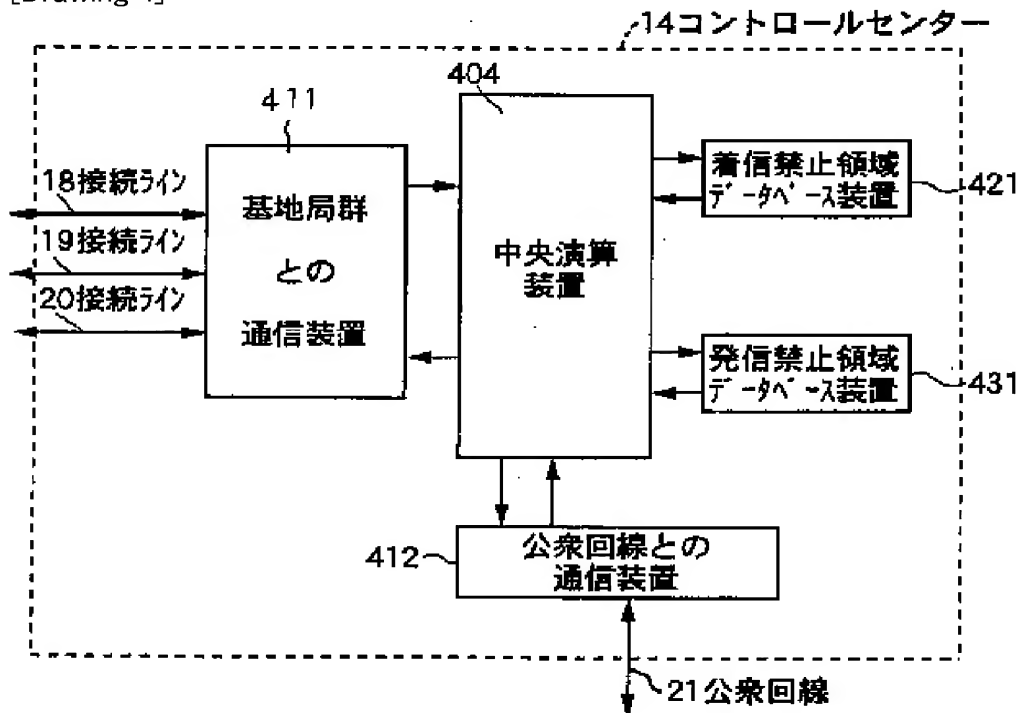 14コントロールセンター
404
411
18接続ライン
19接続ライン
20接続ライン
基地局群
との
通信装置
中央演算
装置
着信禁止領域
データベース装置
421
発信禁止領域
データベース装置
431
412
公衆回線との
通信装置
21公衆回線